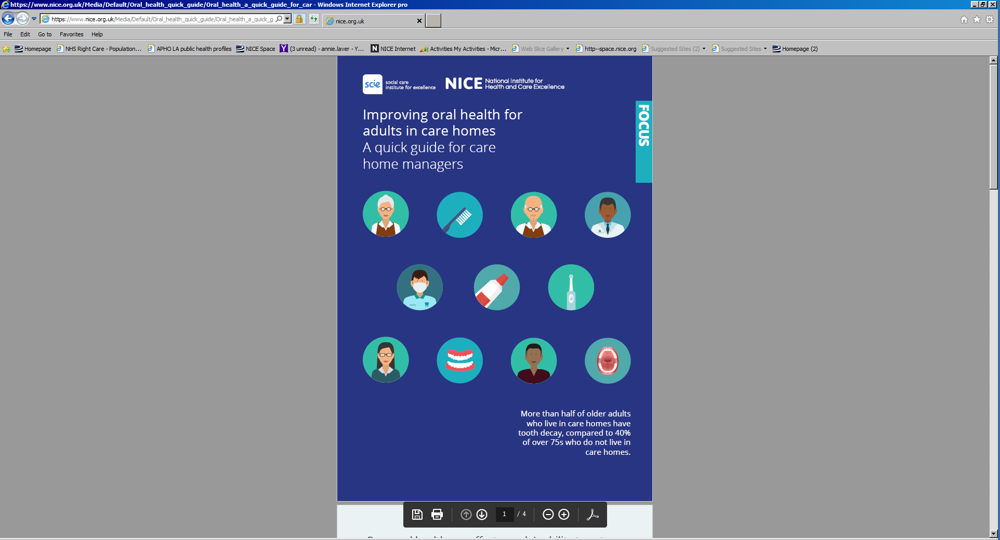 https://www.nice.org.uk/Media/Default/Oral_health_quick_guide/Oral_health_a_quick_guide_for_car - Windows Internet Explorer pro
https://www.nice.org.uk/Media/Default/Oral_health_quick_guide/Oral_health_a_quick_g
nice.org.uk
File Edit Go to Favorites Help
Homepage NHS Right Care - Population... APHO LA public health profiles NICE Space (3 unread) - annie.laver - Y... NICE Internet Activities My Activities - Micr... Web Slice Gallery http--space.nice.org Suggested Sites (2) Suggested Sites Homepage (2)
scie social care
institute for excellence
NICE National Institute for
Health and Care Excellence
FOCUS
Improving oral health for
adults in care homes
A quick guide for care
home managers
More than half of older adults
who live in care homes have
tooth decay, compared to 40%
of over 75s who do not live in
care homes.
1 / 4